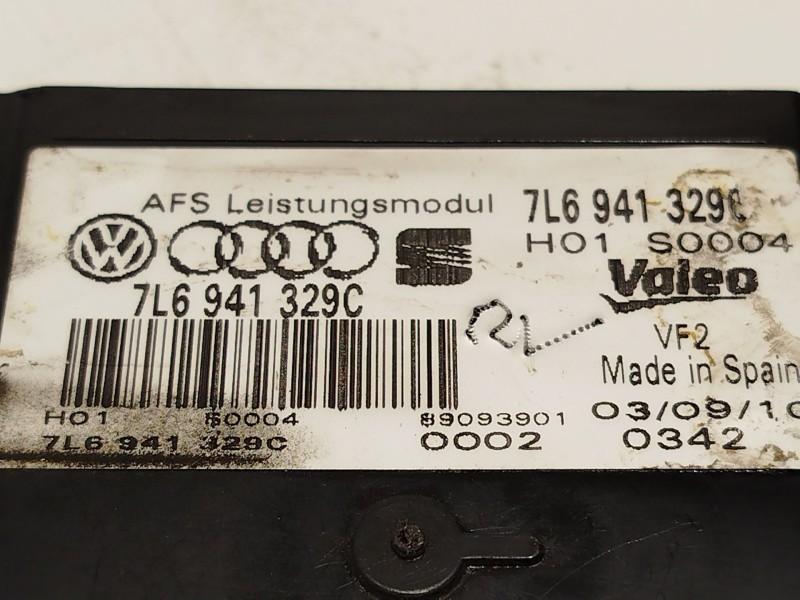 AFS Leistungsmodul
7L6 941 329C
H01 S0004
VW
Valeo
7L6 941 329C
VF2
Made in Spain
H01 S0004 89093901
03/09/10
7L6 941 329C 0002 0342